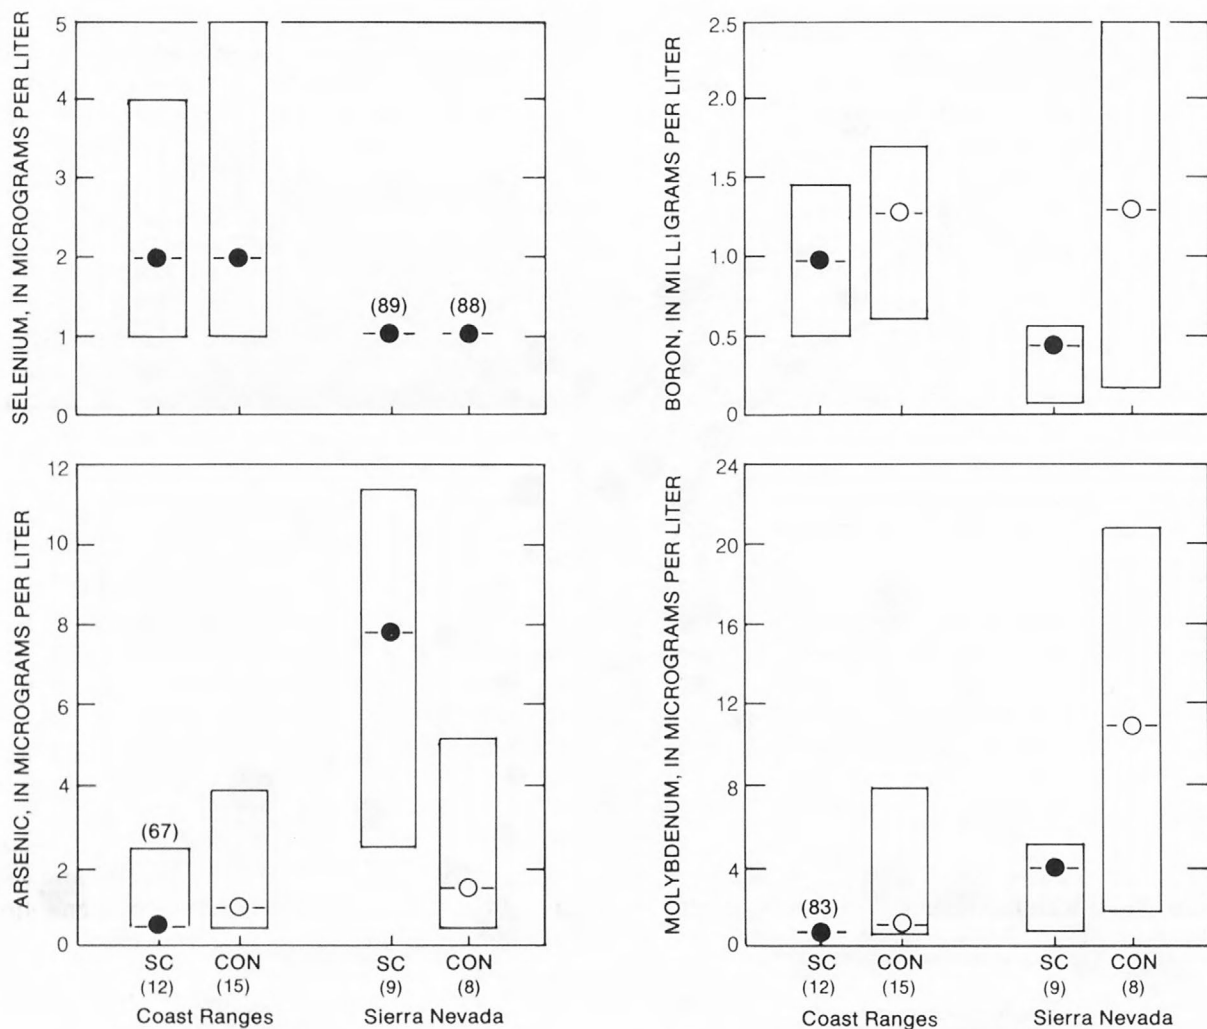 SELENIUM, IN MICROGRAMS PER LITER
5
4
3
2
1
0
(89) (88)
BORON, IN MILLIGRAMS PER LITER
2.5
2.0
1.5
1.0
0.5
0
ARSENIC, IN MICROGRAMS PER LITER
12
10
8
6
4
2
0
(67)
SC CON SC CON
(12) (15) (9) (8)
Coast Ranges Sierra Nevada
MOLYBDENUM, IN MICROGRAMS PER LITER
24
20
16
12
8
4
0
(83)
SC CON SC CON
(12) (15) (9) (8)
Coast Ranges Sierra Nevada